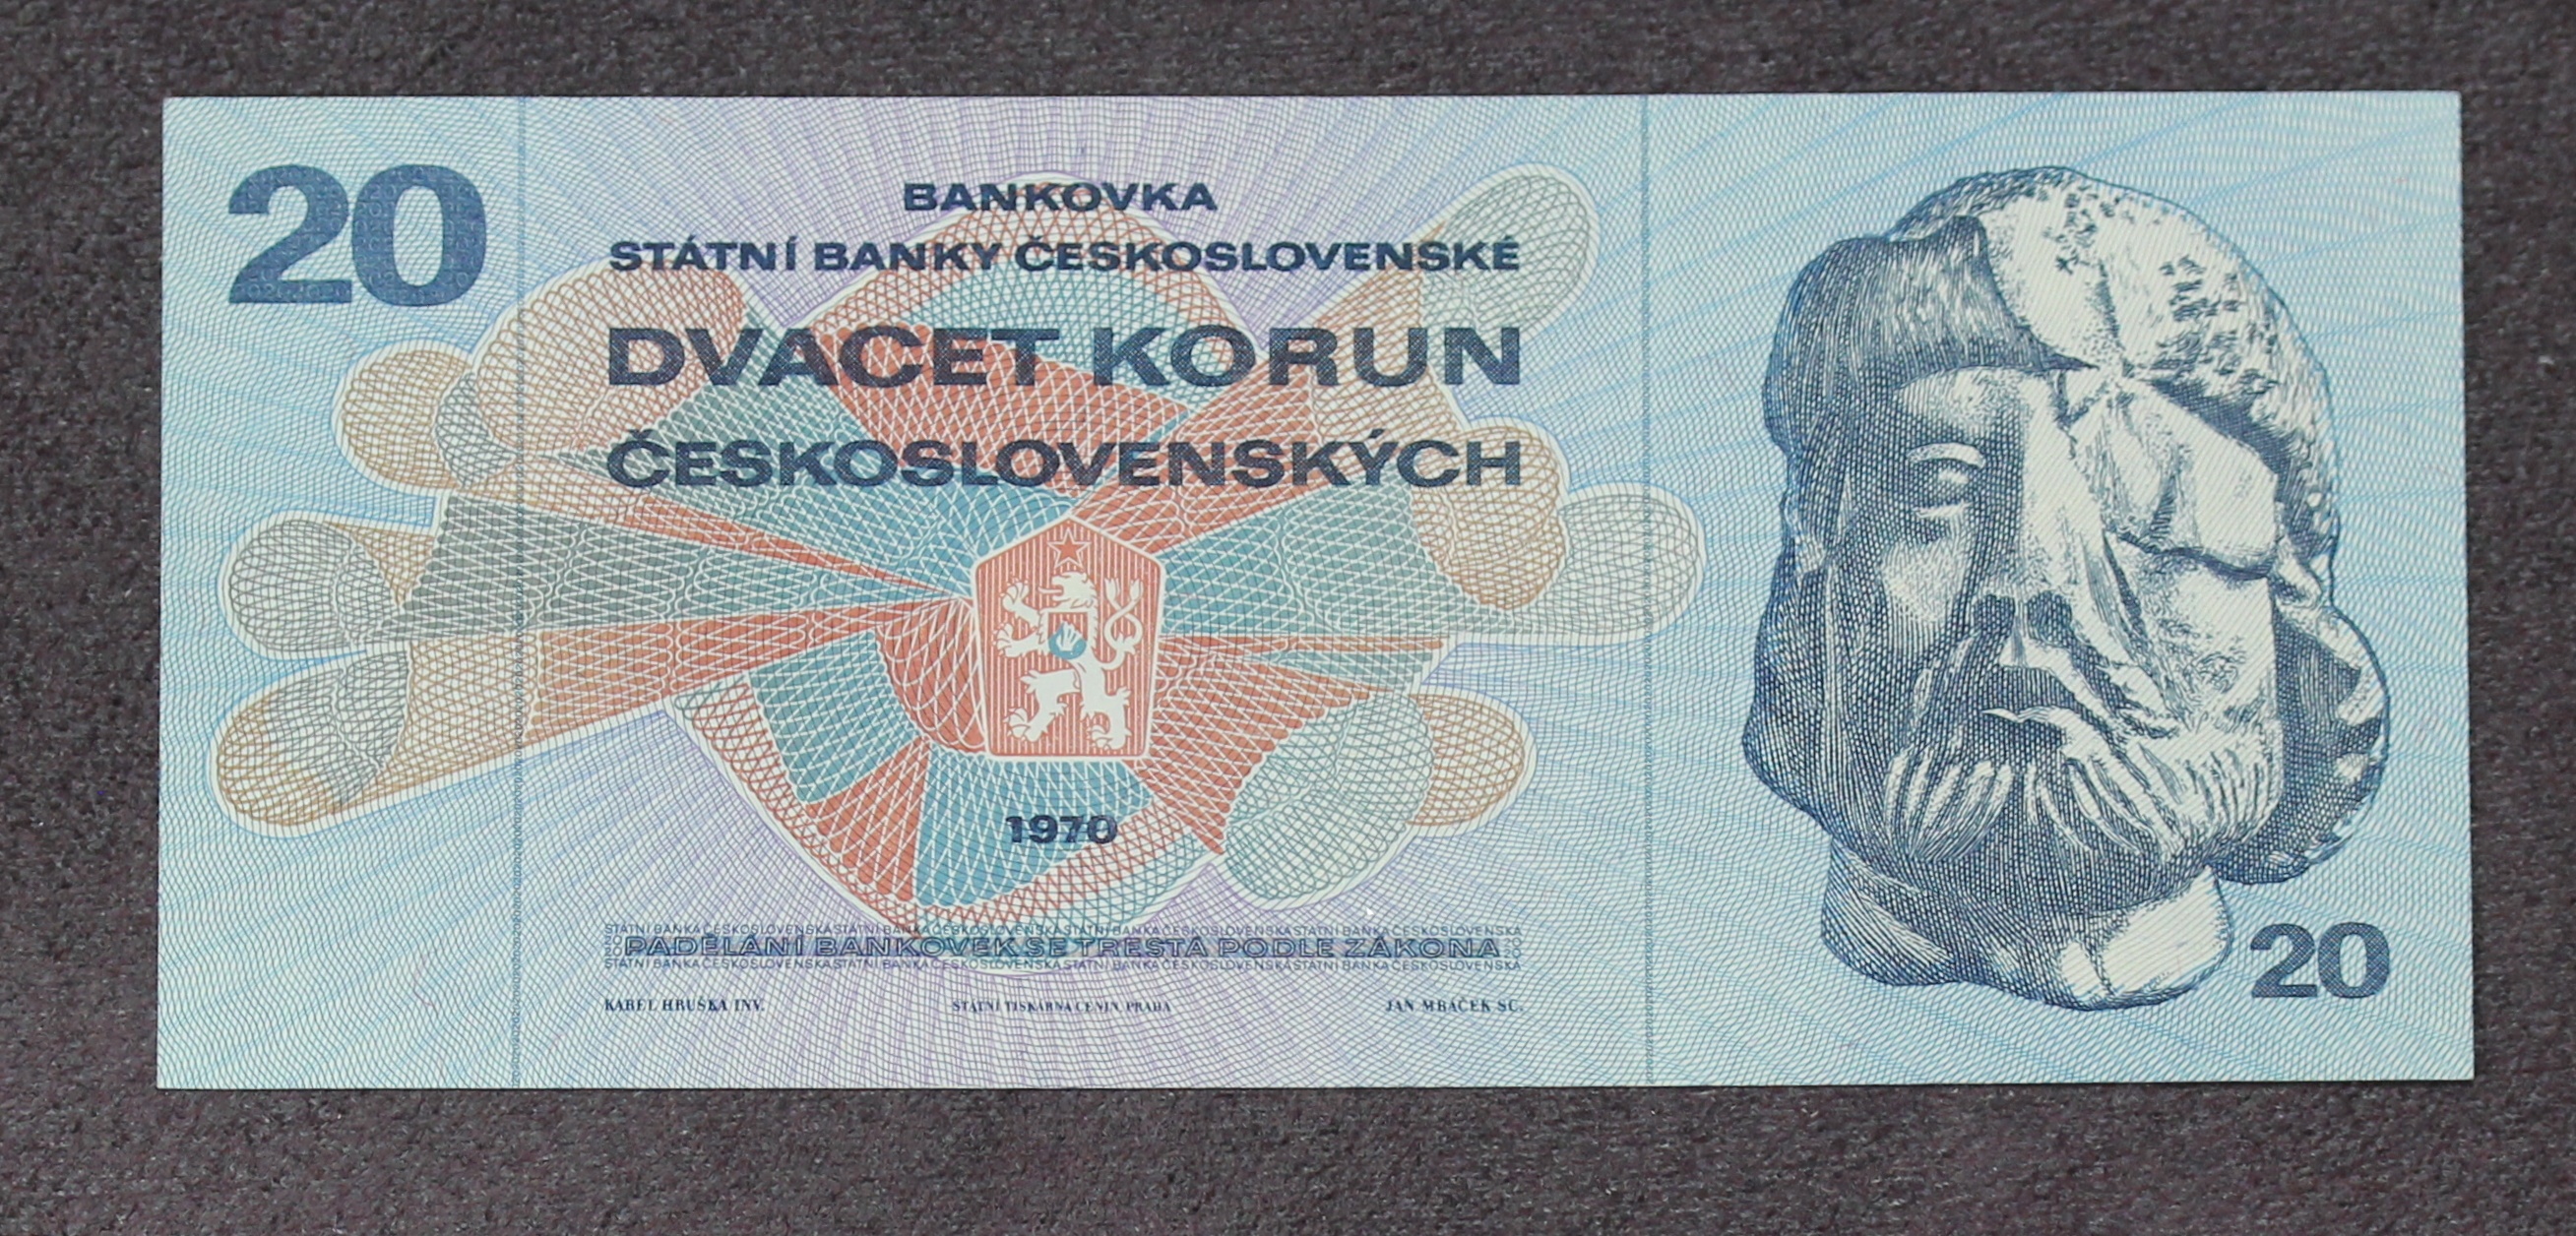 20
BANKOVKA
STÁTNÍ BANKY ČESKOSLOVENSKÉ
DVACET KORUN
ČESKOSLOVENSKÝCH
1970
STÁTNÍ BANKA ČESKOSLOVENSKÁ STÁTNÍ BANKA ČESKOSLOVENSKÁ STÁTNÍ BANKA ČESKOSLOVENSKÁ STÁTNÍ BANKA ČESKOSLOVENSKÁ
20 PADĚLÁNÍ BANKOVEK SE TRESTÁ PODLE ZÁKONA 20
STÁTNÍ BANKA ČESKOSLOVENSKÁ STÁTNÍ BANKA ČESKOSLOVENSKÁ STÁTNÍ BANKA ČESKOSLOVENSKÁ STÁTNÍ BANKA ČESKOSLOVENSKÁ
KAREL HRUŠKA INV. STÁTNÍ TISKÁRNA CENIN, PRAHA JAN MRÁČEK SC.
20